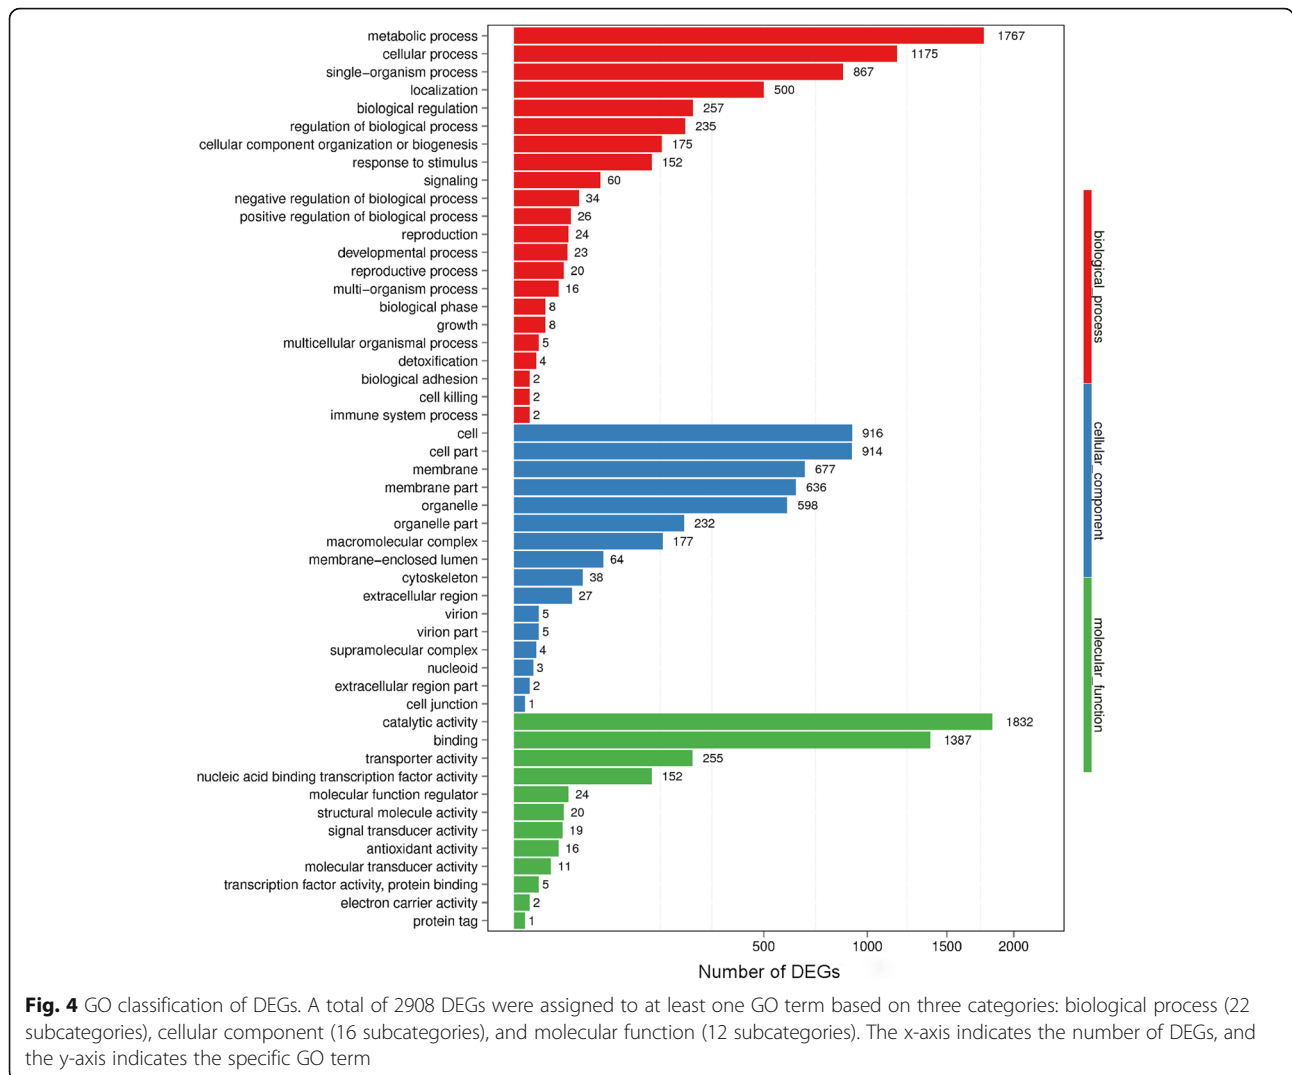 metabolic process 1767
cellular process 1175
single−organism process 867
localization 500
biological regulation 257
regulation of biological process 235
cellular component organization or biogenesis 175
response to stimulus 152
signaling 60
negative regulation of biological process 34
positive regulation of biological process 26
reproduction 24
developmental process 23
reproductive process 20
multi−organism process 16
biological phase 8
growth 8
multicellular organismal process 5
detoxification 4
biological adhesion 2
cell killing 2
immune system process 2
cell 916
cell part 914
membrane 677
membrane part 636
organelle 598
organelle part 232
macromolecular complex 177
membrane−enclosed lumen 64
cytoskeleton 38
extracellular region 27
virion 5
virion part 5
supramolecular complex 4
nucleoid 3
extracellular region part 2
cell junction 1
catalytic activity 1832
binding 1387
transporter activity 255
nucleic acid binding transcription factor activity 152
molecular function regulator 24
structural molecule activity 20
signal transducer activity 19
antioxidant activity 16
molecular transducer activity 11
transcription factor activity, protein binding 5
electron carrier activity 2
protein tag 1
biological_process
cellular_component
molecular_function
500 1000 1500 2000
Number of DEGs
Fig. 4 GO classification of DEGs. A total of 2908 DEGs were assigned to at least one GO term based on three categories: biological process (22
subcategories), cellular component (16 subcategories), and molecular function (12 subcategories). The x-axis indicates the number of DEGs, and
the y-axis indicates the specific GO term